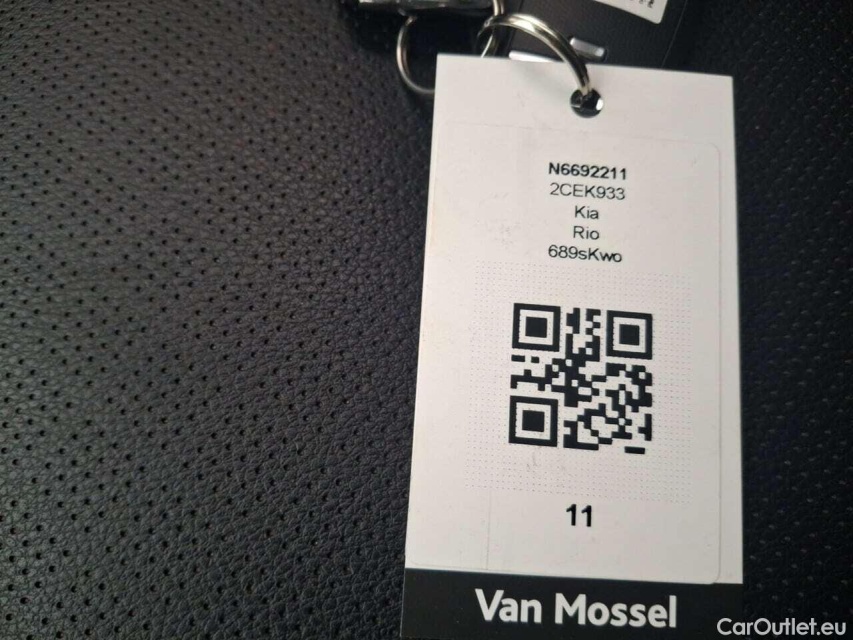 N6692211
2CEK933
Kia
Rio
689sKwo
11
Van Mossel
CarOutlet.eu